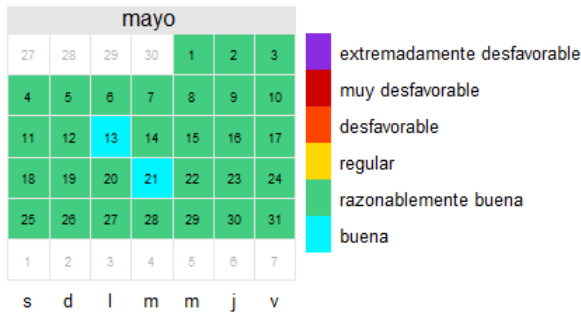 mayo
27 28 29 30 1 2 3
4 5 6 7 8 9 10
11 12 13 14 15 16 17
18 19 20 21 22 23 24
25 26 27 28 29 30 31
1 2 3 4 5 6 7
s d l m m j v
extremadamente desfavorable
muy desfavorable
desfavorable
regular
razonablemente buena
buena